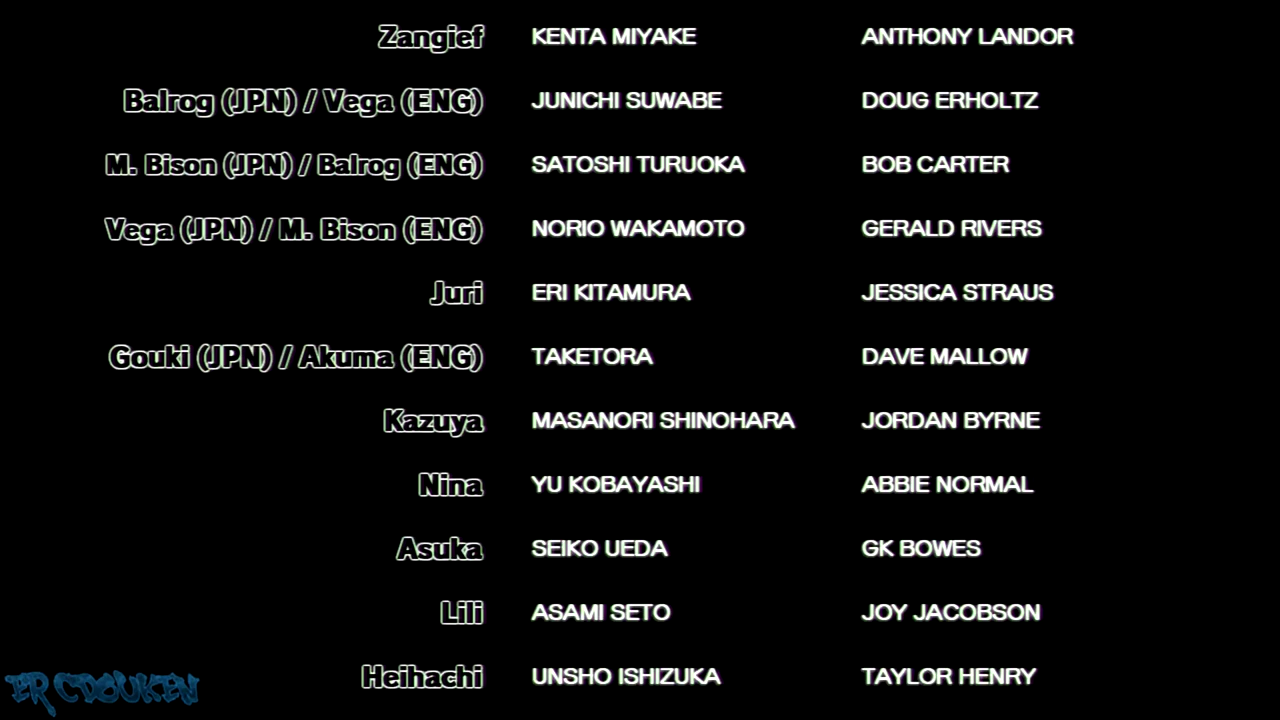 Zangief KENTA MIYAKE ANTHONY LANDOR
Balrog (JPN) / Vega (ENG) JUNICHI SUWABE DOUG ERHOLTZ
M. Bison (JPN) / Balrog (ENG) SATOSHI TURUOKA BOB CARTER
Vega (JPN) / M. Bison (ENG) NORIO WAKAMOTO GERALD RIVERS
Juri ERI KITAMURA JESSICA STRAUS
Gouki (JPN) / Akuma (ENG) TAKETORA DAVE MALLOW
Kazuya MASANORI SHINOHARA JORDAN BYRNE
Nina YU KOBAYASHI ABBIE NORMAL
Asuka SEIKO UEDA GK BOWES
Lili ASAMI SETO JOY JACOBSON
Heihachi UNSHO ISHIZUKA TAYLOR HENRY
ER CDOUKEN